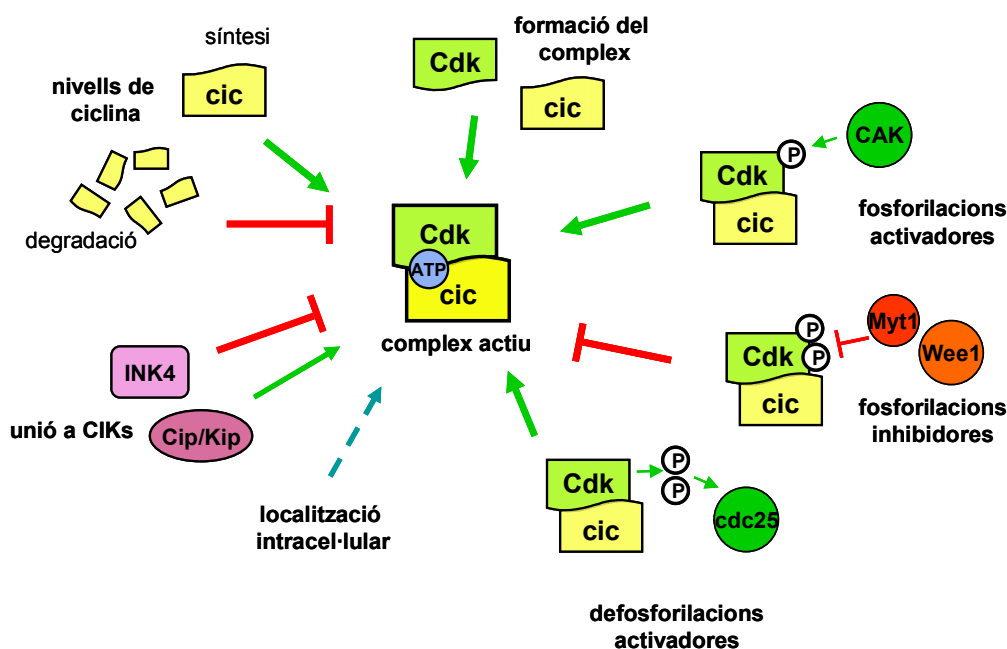 síntesi
nivells de
ciclina
cic
degradació
Cdk
formació del
complex
cic
P
CAK
Cdk
cic
fosforilacions
activadores
Cdk
ATP
cic
complex actiu
INK4
unió a CIKs
Cip/Kip
localització
intracel·lular
P
P
Cdk
cic
Myt1
Wee1
fosforilacions
inhibidores
Cdk
cic
P
P
cdc25
defosforilacions
activadores